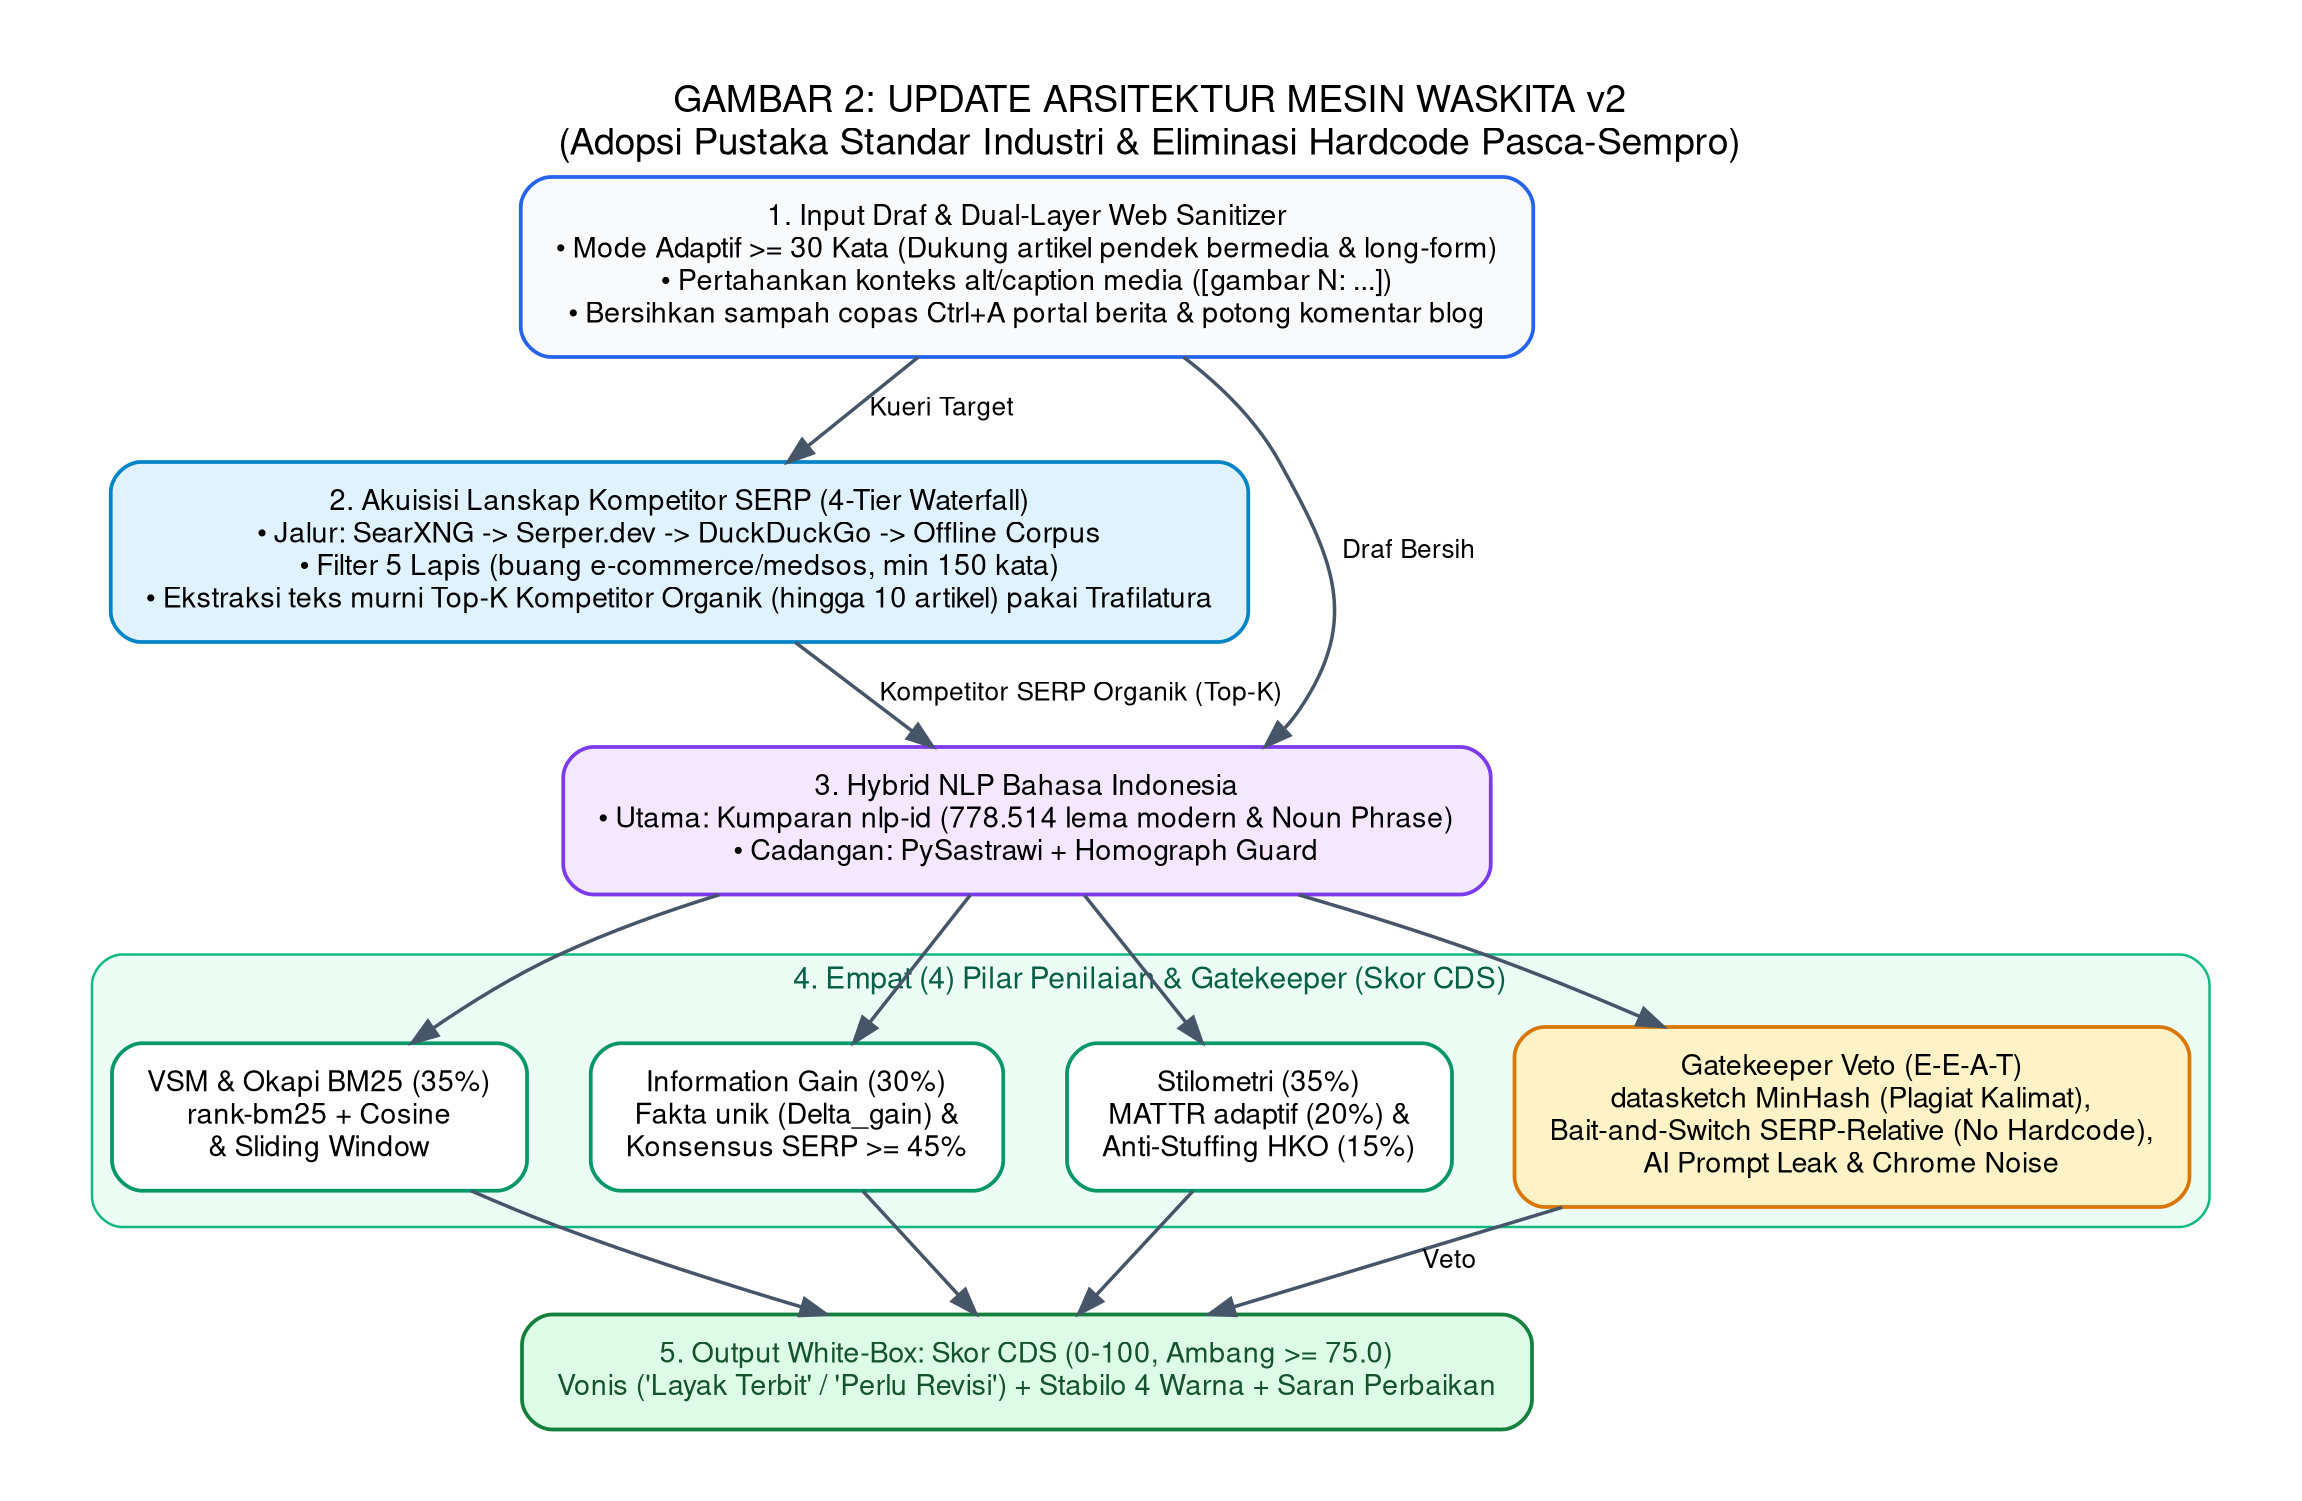 GAMBAR 2: UPDATE ARSITEKTUR MESIN WASKITA v2
(Adopsi Pustaka Standar Industri & Eliminasi Hardcode Pasca-Sempro)
1. Input Draf & Dual-Layer Web Sanitizer
• Mode Adaptif >= 30 Kata (Dukung artikel pendek bermedia & long-form)
• Pertahankan konteks alt/caption media ([gambar N: ...])
• Bersihkan sampah copas Ctrl+A portal berita & potong komentar blog
Kueri Target
2. Akuisisi Lanskap Kompetitor SERP (4-Tier Waterfall)
• Jalur: SearXNG -> Serper.dev -> DuckDuckGo -> Offline Corpus
• Filter 5 Lapis (buang e-commerce/medsos, min 150 kata)
• Ekstraksi teks murni Top-K Kompetitor Organik (hingga 10 artikel) pakai Trafilatura
Draf Bersih
Kompetitor SERP Organik (Top-K)
3. Hybrid NLP Bahasa Indonesia
• Utama: Kumparan nlp-id (778.514 lema modern & Noun Phrase)
• Cadangan: PySastrawi + Homograph Guard
4. Empat (4) Pilar Penilaian & Gatekeeper (Skor CDS)
VSM & Okapi BM25 (35%)
rank-bm25 + Cosine
& Sliding Window
Information Gain (30%)
Fakta unik (Delta_gain) &
Konsensus SERP >= 45%
Stilometri (35%)
MATTR adaptif (20%) &
Anti-Stuffing HKO (15%)
Gatekeeper Veto (E-E-A-T)
datasketch MinHash (Plagiat Kalimat),
Bait-and-Switch SERP-Relative (No Hardcode),
AI Prompt Leak & Chrome Noise
Veto
5. Output White-Box: Skor CDS (0-100, Ambang >= 75.0)
Vonis ('Layak Terbit' / 'Perlu Revisi') + Stabilo 4 Warna + Saran Perbaikan